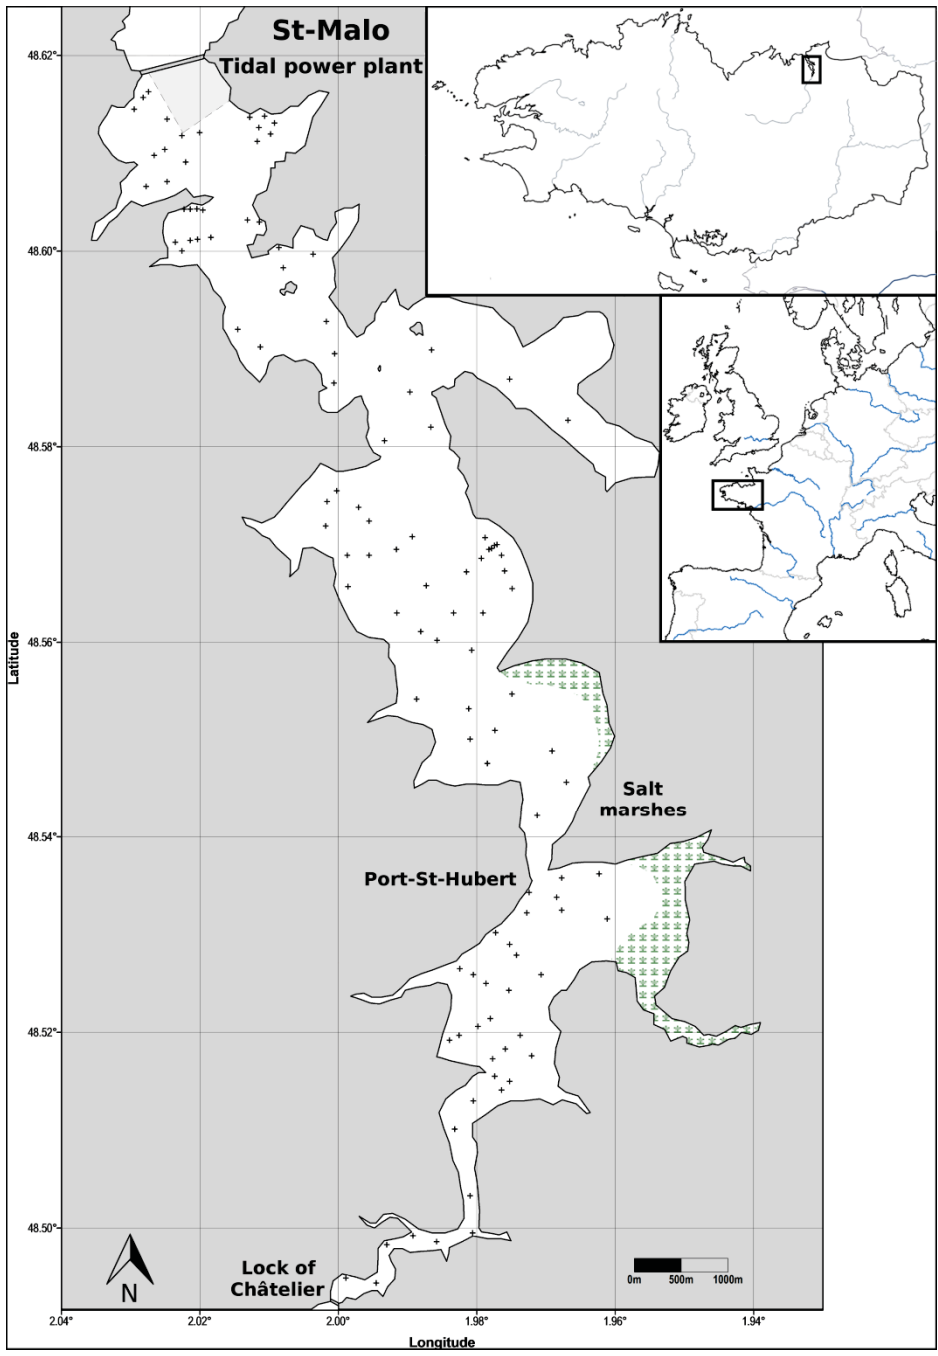 St-Malo
Tidal power plant
48.62°
48.60°
48.58°
48.56°
48.54°
48.52°
48.50°
Latitude
Salt
marshes
Port-St-Hubert
Lock of
Châtelier
N
0m 500m 1000m
2.04° 2.02° 2.00° 1.98° 1.96° 1.94°
Longitude